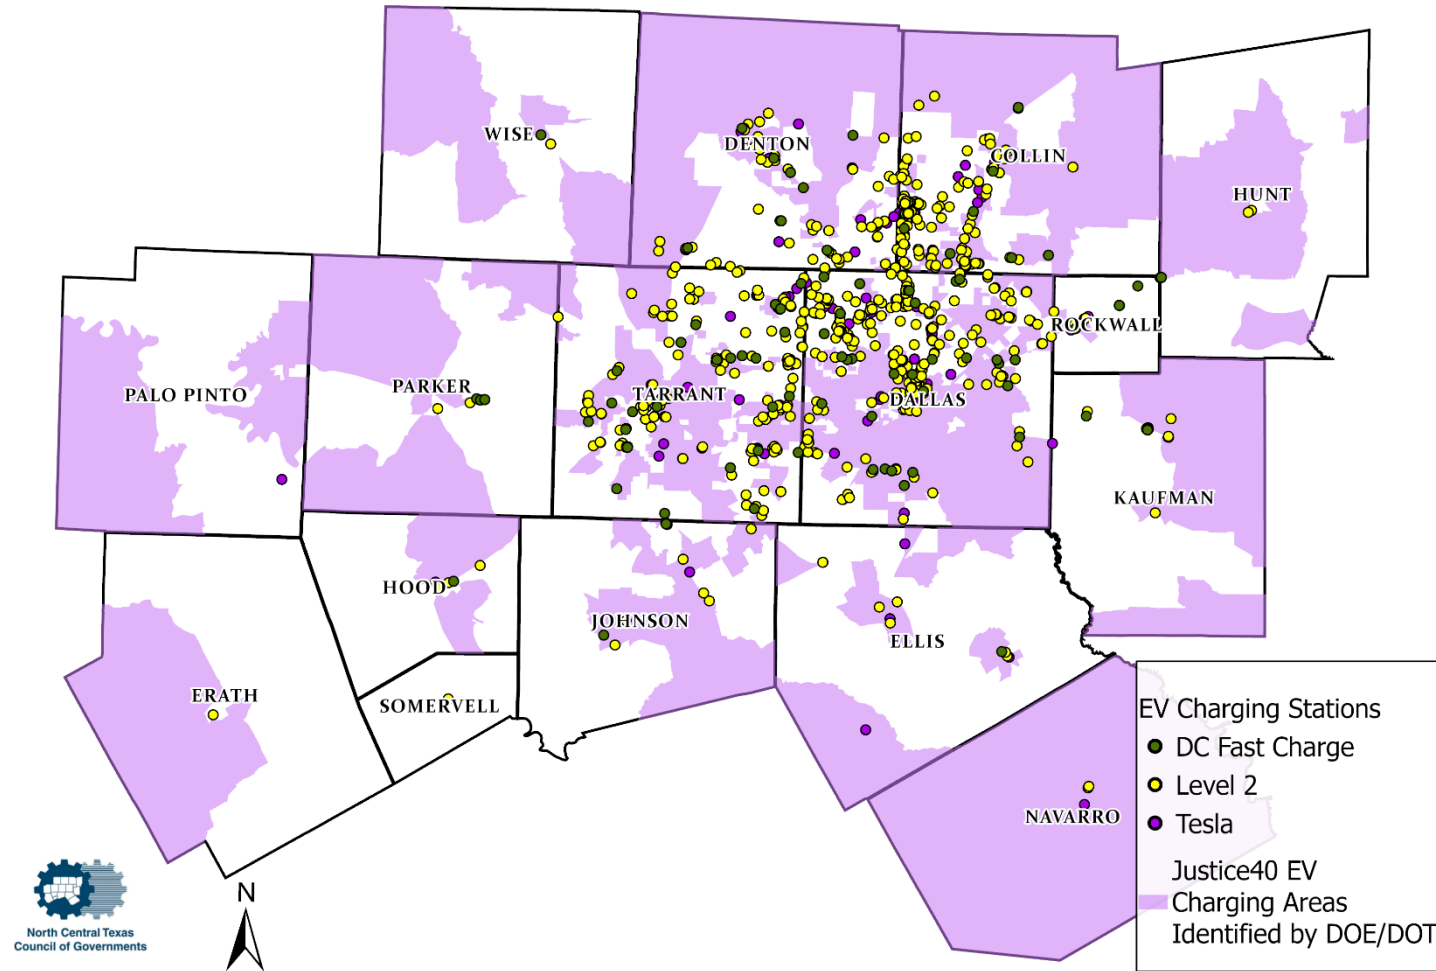 WISE
DENTON
COLLIN
HUNT
PALO PINTO
PARKER
TARRANT
DALLAS
ROCKWALL
KAUFMAN
HOOD
JOHNSON
ELLIS
ERATH
SOMERVELL
NAVARRO
EV Charging Stations
DC Fast Charge
Level 2
Tesla
Justice40 EV
Charging Areas
Identified by DOE/DOT
North Central Texas
Council of Governments
N